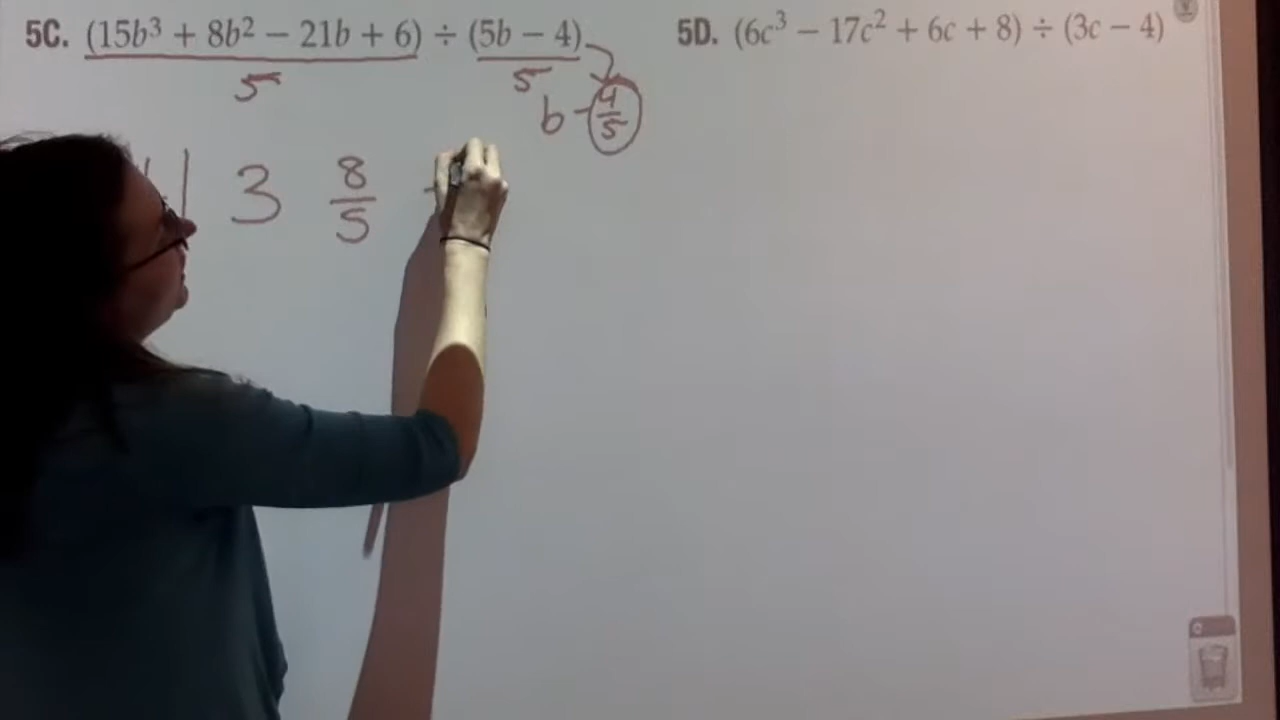 5C. (15b³ + 8b² − 21b + 6) ÷ (5b − 4)
5 5
b - 4/5
3 8/5 -
5D. (6c³ − 17c² + 6c + 8) ÷ (3c − 4)